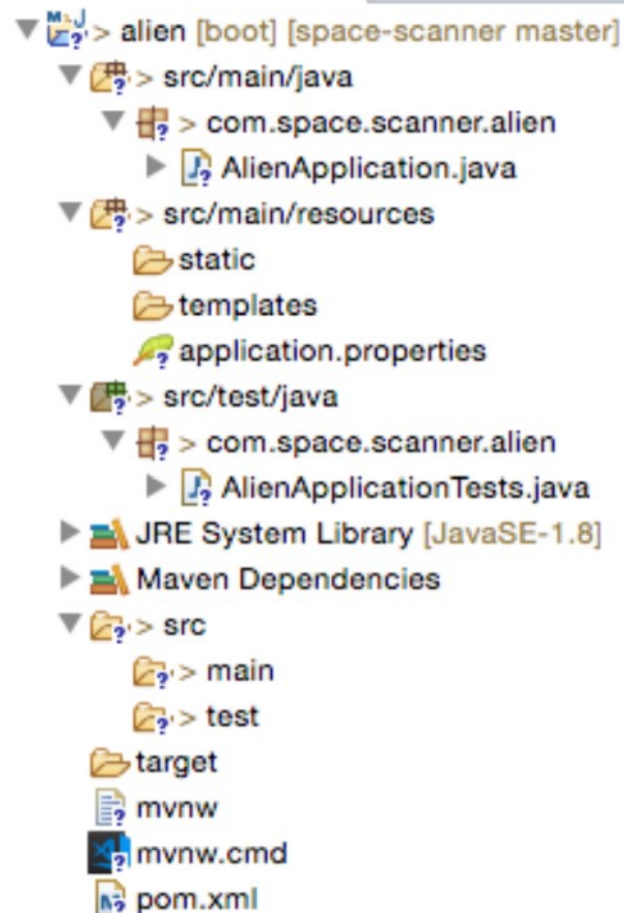 > alien [boot] [space-scanner master]
> src/main/java
> com.space.scanner.alien
AlienApplication.java
> src/main/resources
static
templates
application.properties
> src/test/java
> com.space.scanner.alien
AlienApplicationTests.java
JRE System Library [JavaSE-1.8]
Maven Dependencies
> src
> main
> test
target
mvnw
mvnw.cmd
pom.xml